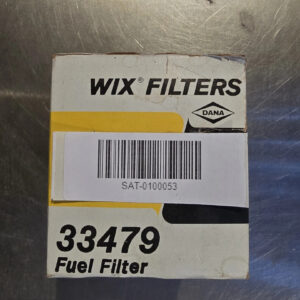 WIX® FILTERS
DANA
SAT-0100053
33479
Fuel Filter